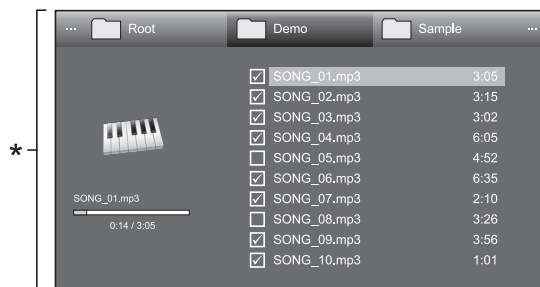 ... Root Demo Sample ...
SONG_01.mp3 3:05
SONG_02.mp3 3:15
SONG_03.mp3 3:02
* SONG_04.mp3 6:05
SONG_05.mp3 4:52
SONG_06.mp3 6:35
SONG_01.mp3 SONG_07.mp3 2:10
0:14 / 3:05 SONG_08.mp3 3:26
SONG_09.mp3 3:56
SONG_10.mp3 1:01